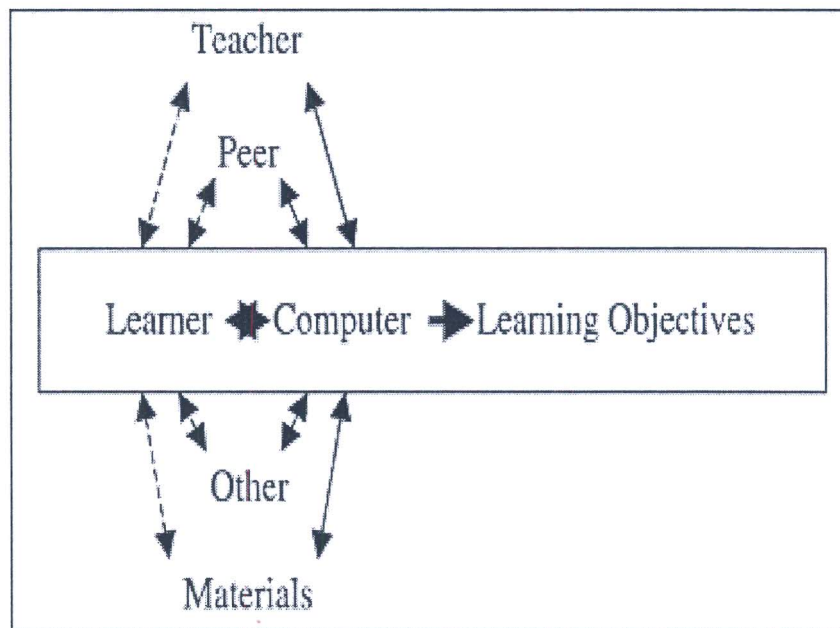 Teacher
Peer
Learner Computer Learning Objectives
Other
Materials